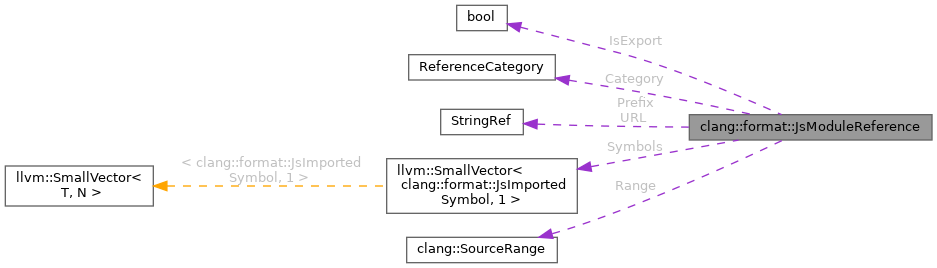 bool
IsExport
ReferenceCategory
Category
Prefix
URL
StringRef
clang::format::JsModuleReference
Symbols
< clang::format::JsImported
Symbol, 1 >
llvm::SmallVector<
T, N >
llvm::SmallVector<
clang::format::JsImported
Symbol, 1 >
Range
clang::SourceRange